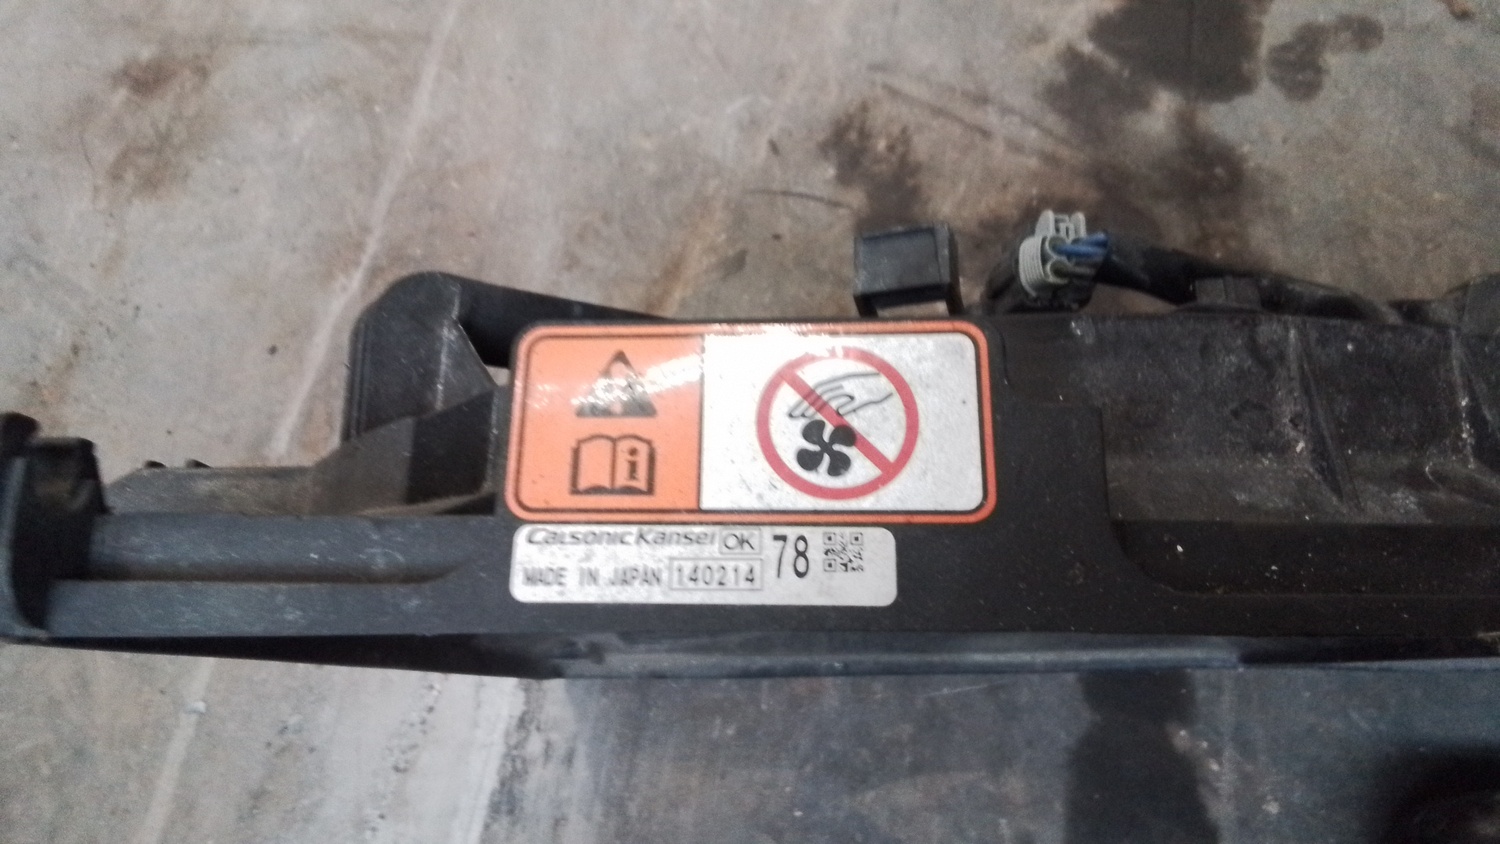 CalsonicKansei OK 78
MADE IN JAPAN 140214